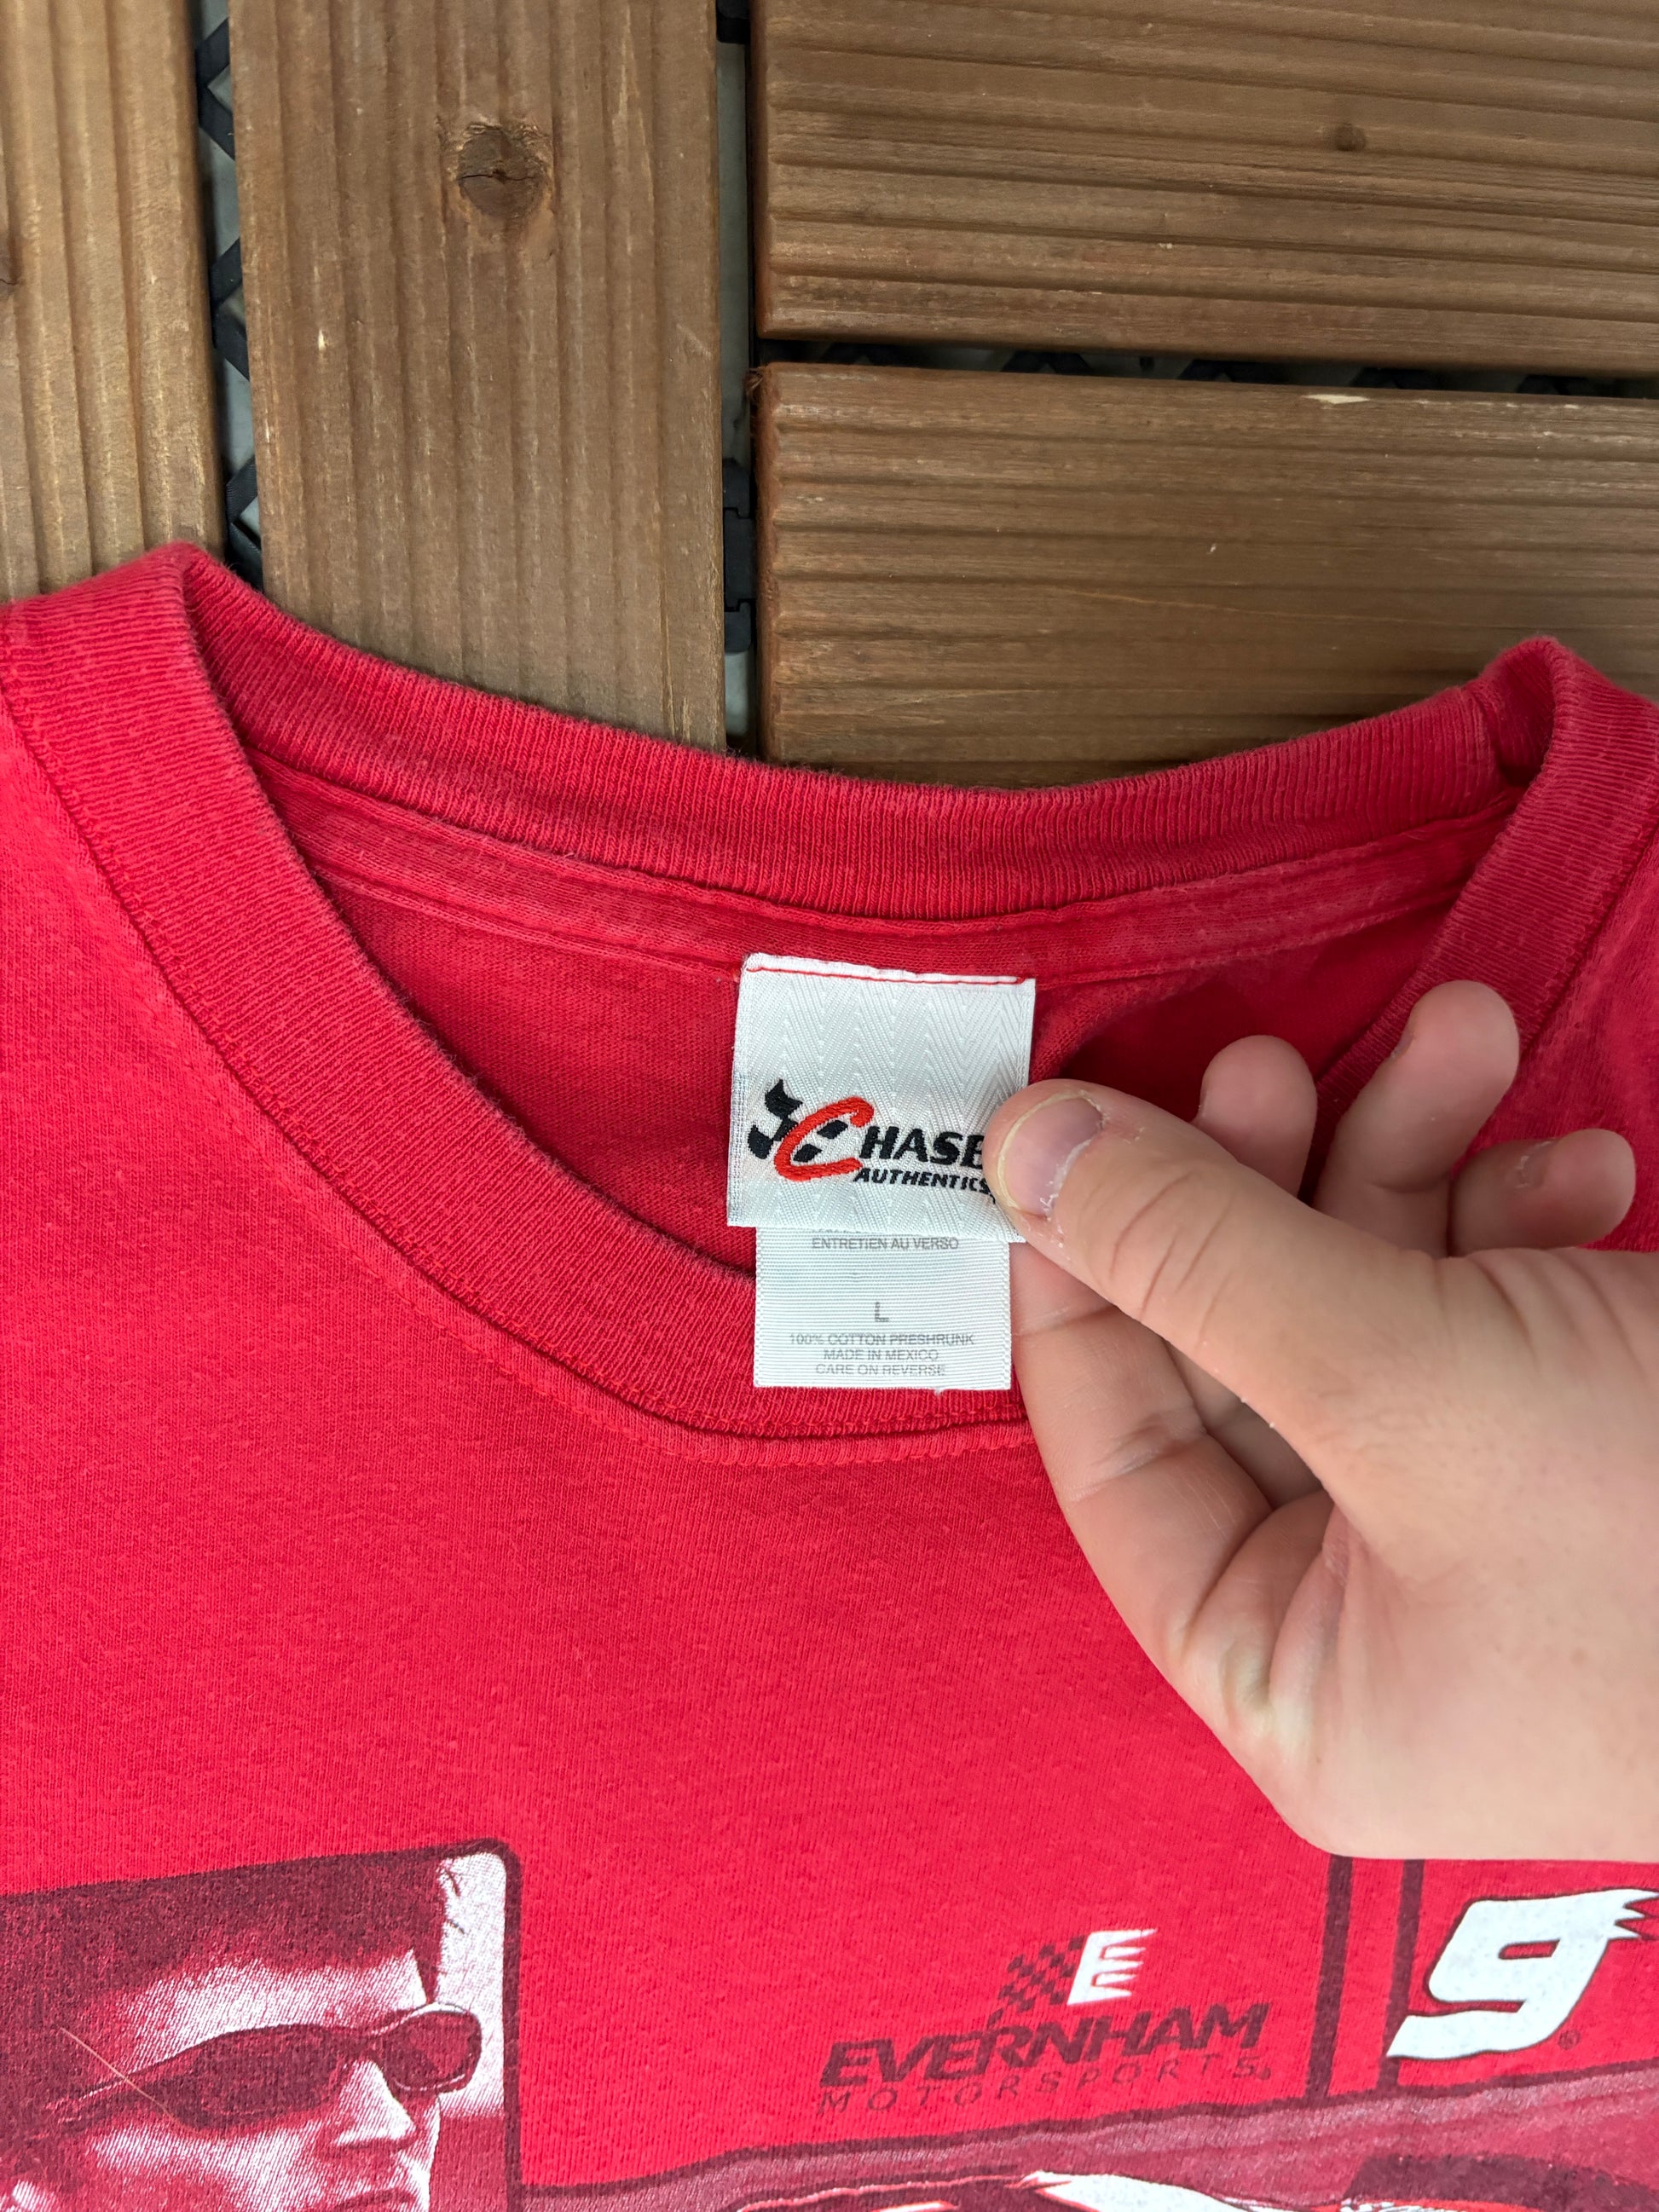 CHASE
AUTHENTICS
ENTRETIEN AU VERSO
L
100% COTTON PRESHRUNK
MADE IN MEXICO
CARE ON REVERSE
E
EVERNHAM
MOTORSPORTS®
9®